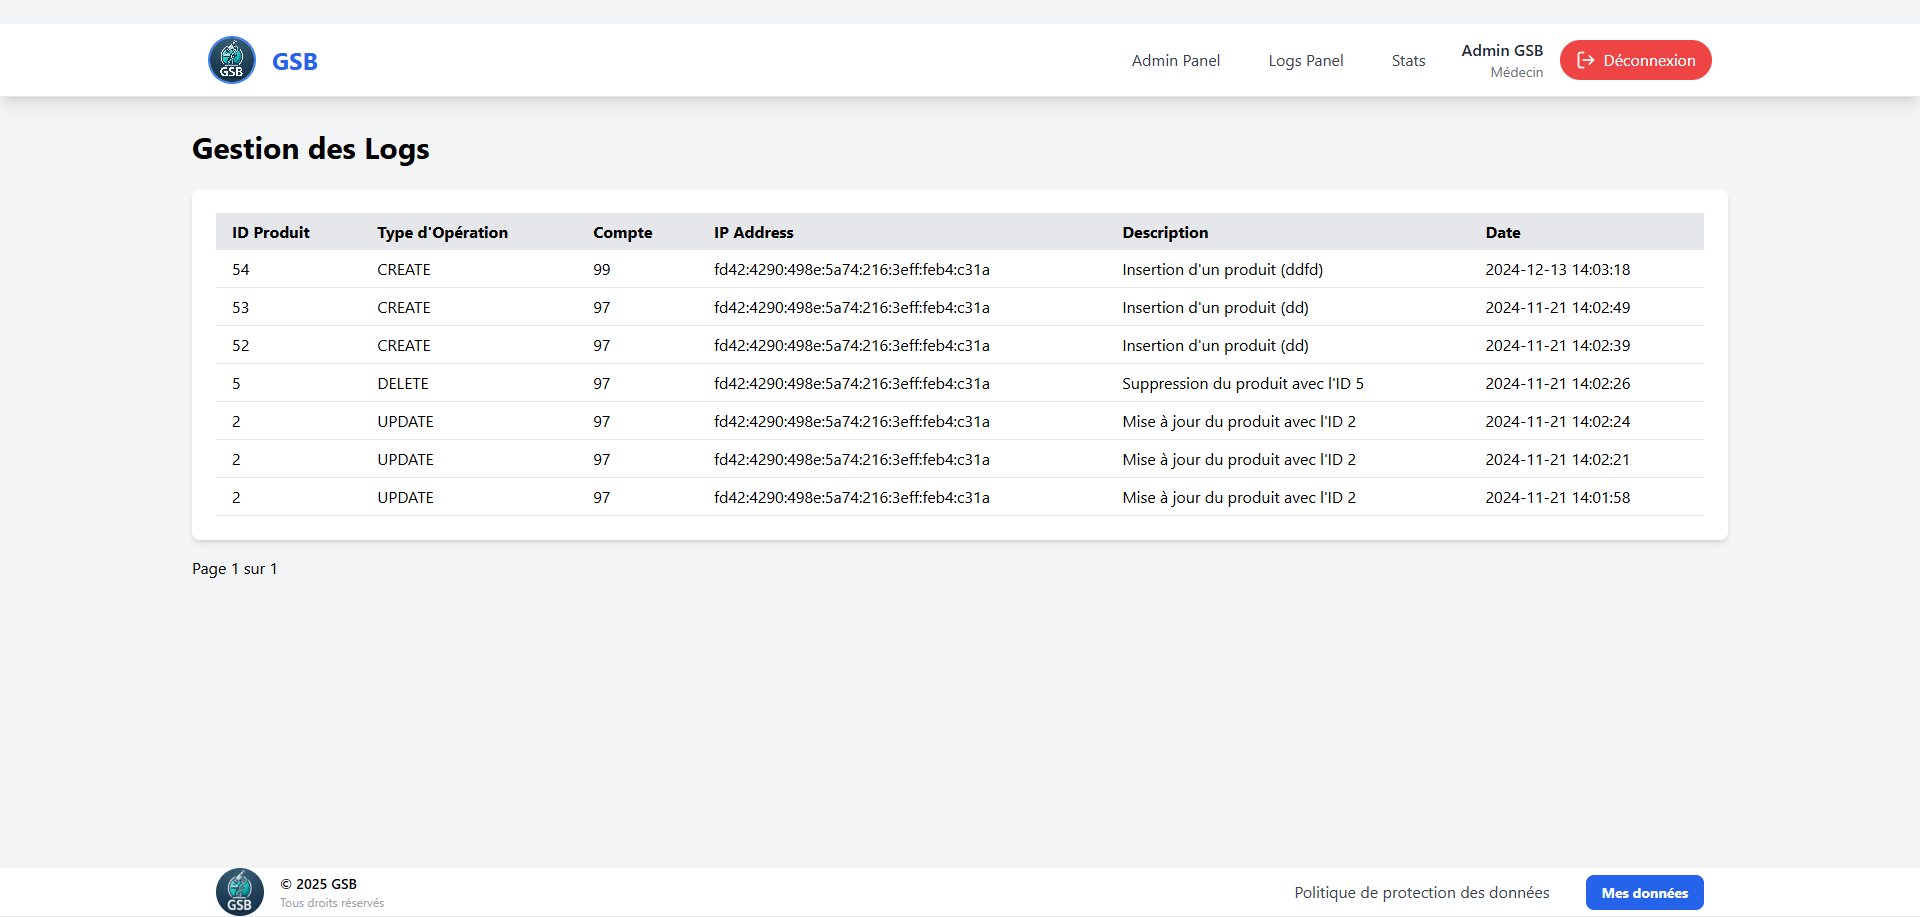 GSB GSB Admin Panel Logs Panel Stats Admin GSB Déconnexion
Médecin
Gestion des Logs
ID Produit Type d'Opération Compte IP Address Description Date
54 CREATE 99 fd42:4290:498e:5a74:216:3eff:feb4:c31a Insertion d'un produit (ddfd) 2024-12-13 14:03:18
53 CREATE 97 fd42:4290:498e:5a74:216:3eff:feb4:c31a Insertion d'un produit (dd) 2024-11-21 14:02:49
52 CREATE 97 fd42:4290:498e:5a74:216:3eff:feb4:c31a Insertion d'un produit (dd) 2024-11-21 14:02:39
5 DELETE 97 fd42:4290:498e:5a74:216:3eff:feb4:c31a Suppression du produit avec l'ID 5 2024-11-21 14:02:26
2 UPDATE 97 fd42:4290:498e:5a74:216:3eff:feb4:c31a Mise à jour du produit avec l'ID 2 2024-11-21 14:02:24
2 UPDATE 97 fd42:4290:498e:5a74:216:3eff:feb4:c31a Mise à jour du produit avec l'ID 2 2024-11-21 14:02:21
2 UPDATE 97 fd42:4290:498e:5a74:216:3eff:feb4:c31a Mise à jour du produit avec l'ID 2 2024-11-21 14:01:58
Page 1 sur 1
GSB © 2025 GSB
Tous droits réservés
Politique de protection des données Mes données